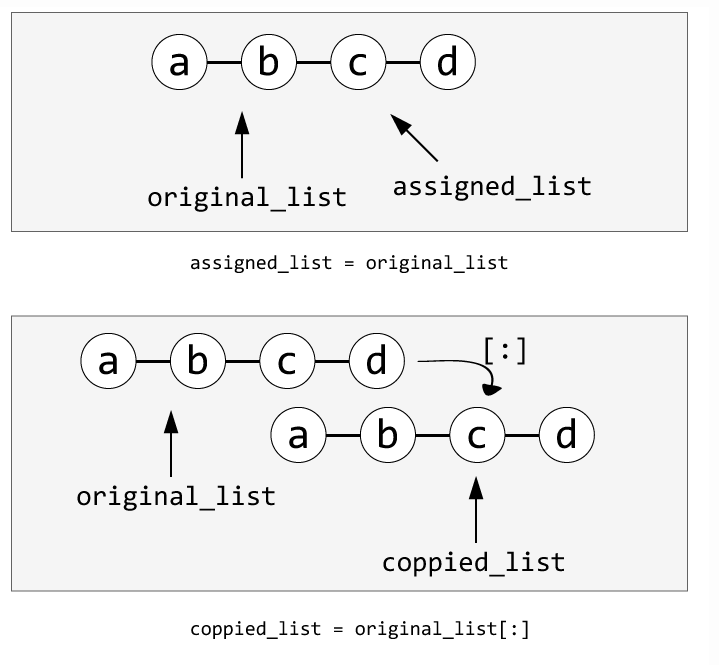 a b c d
original_list
assigned_list
assigned_list = original_list
a b c d
[:]
a b c d
original_list
coppied_list
coppied_list = original_list[:]